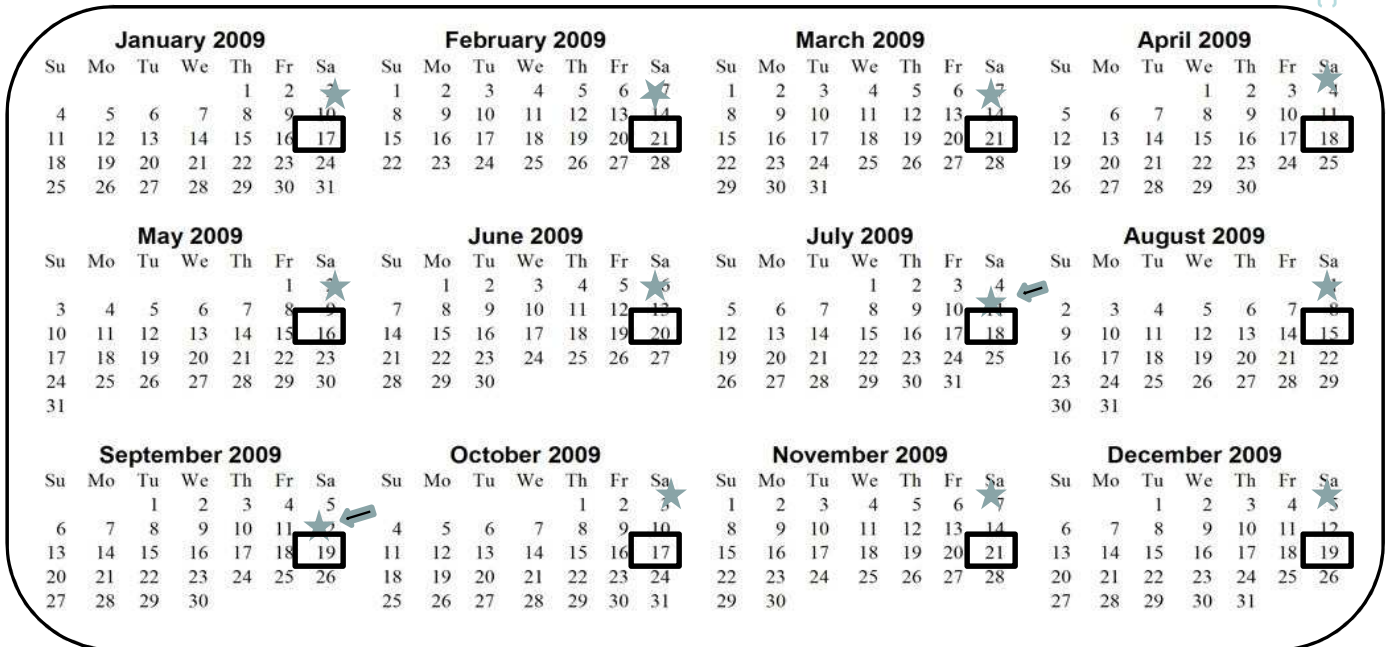 January 2009
Su Mo Tu We Th Fr Sa
1 2 3
4 5 6 7 8 9 10
11 12 13 14 15 16 17
18 19 20 21 22 23 24
25 26 27 28 29 30 31
February 2009
Su Mo Tu We Th Fr Sa
1 2 3 4 5 6 7
8 9 10 11 12 13 14
15 16 17 18 19 20 21
22 23 24 25 26 27 28
March 2009
Su Mo Tu We Th Fr Sa
1 2 3 4 5 6 7
8 9 10 11 12 13 14
15 16 17 18 19 20 21
22 23 24 25 26 27 28
29 30 31
April 2009
Su Mo Tu We Th Fr Sa
1 2 3 4
5 6 7 8 9 10 11
12 13 14 15 16 17 18
19 20 21 22 23 24 25
26 27 28 29 30
May 2009
Su Mo Tu We Th Fr Sa
1 2
3 4 5 6 7 8 9
10 11 12 13 14 15 16
17 18 19 20 21 22 23
24 25 26 27 28 29 30
31
June 2009
Su Mo Tu We Th Fr Sa
1 2 3 4 5 6
7 8 9 10 11 12 13
14 15 16 17 18 19 20
21 22 23 24 25 26 27
28 29 30
July 2009
Su Mo Tu We Th Fr Sa
1 2 3 4
5 6 7 8 9 10 11
12 13 14 15 16 17 18
19 20 21 22 23 24 25
26 27 28 29 30 31
August 2009
Su Mo Tu We Th Fr Sa
1
2 3 4 5 6 7 8
9 10 11 12 13 14 15
16 17 18 19 20 21 22
23 24 25 26 27 28 29
30 31
September 2009
Su Mo Tu We Th Fr Sa
1 2 3 4 5
6 7 8 9 10 11 12
13 14 15 16 17 18 19
20 21 22 23 24 25 26
27 28 29 30
October 2009
Su Mo Tu We Th Fr Sa
1 2 3
4 5 6 7 8 9 10
11 12 13 14 15 16 17
18 19 20 21 22 23 24
25 26 27 28 29 30 31
November 2009
Su Mo Tu We Th Fr Sa
1 2 3 4 5 6 7
8 9 10 11 12 13 14
15 16 17 18 19 20 21
22 23 24 25 26 27 28
29 30
December 2009
Su Mo Tu We Th Fr Sa
1 2 3 4 5
6 7 8 9 10 11 12
13 14 15 16 17 18 19
20 21 22 23 24 25 26
27 28 29 30 31